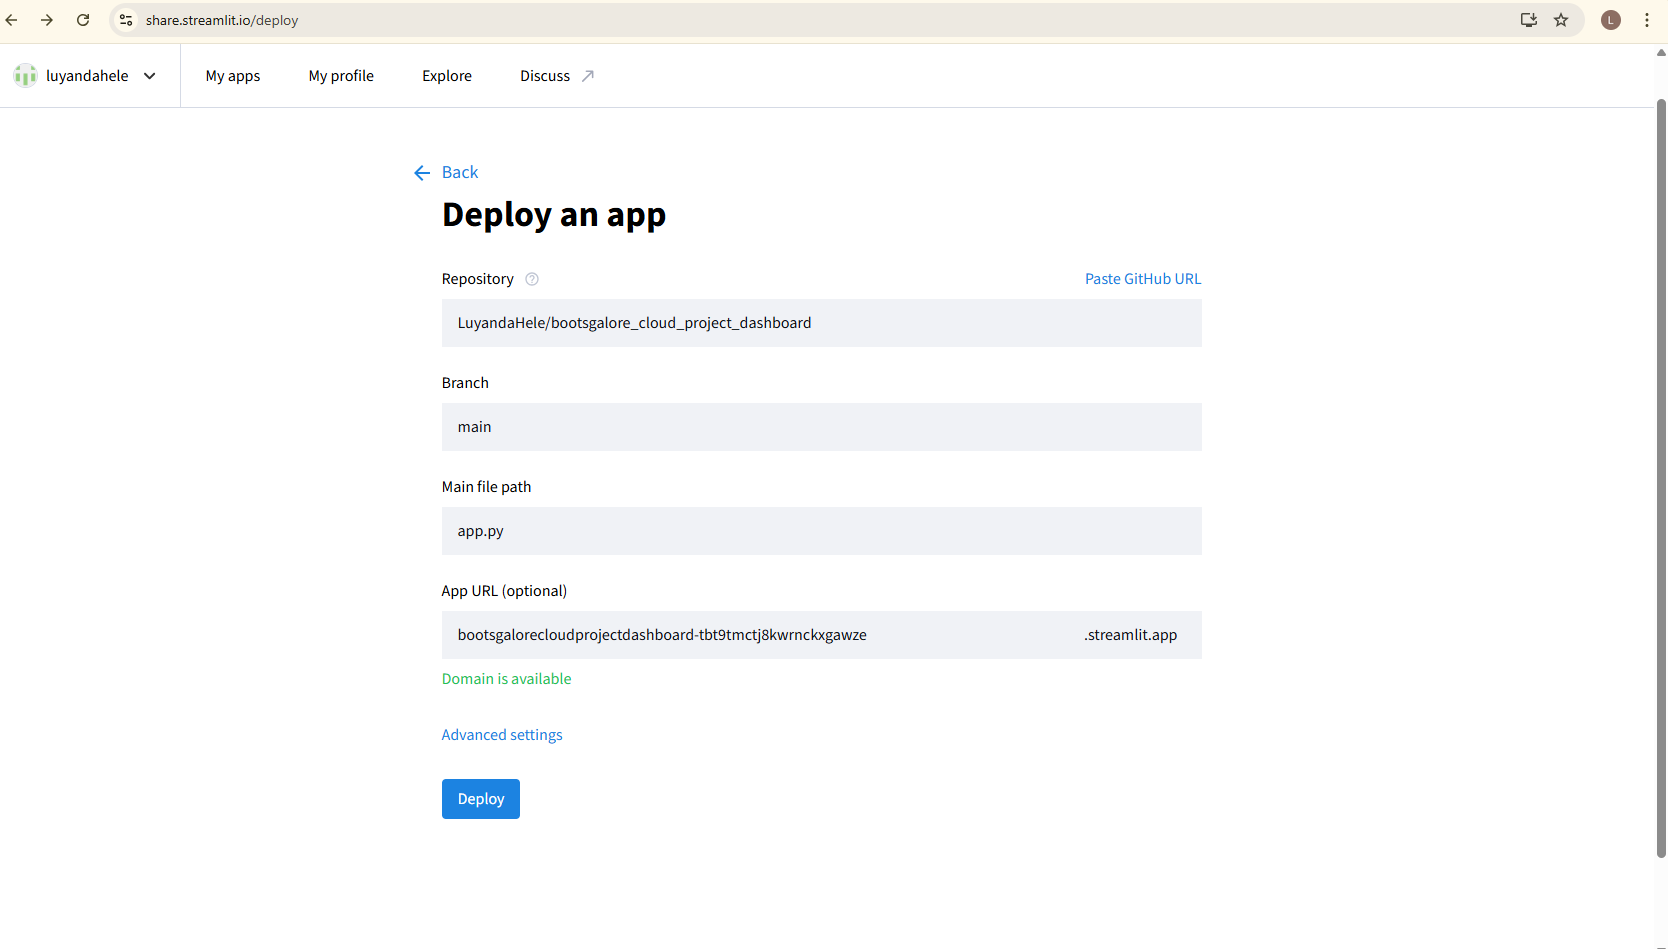 share.streamlit.io/deploy
L
luyandahele
My apps
My profile
Explore
Discuss
Back
Deploy an app
Repository
Paste GitHub URL
LuyandaHele/bootsgalore_cloud_project_dashboard
Branch
main
Main file path
app.py
App URL (optional)
bootsgalorecloudprojectdashboard-tbt9tmctj8kwrnckxgawze .streamlit.app
Domain is available
Advanced settings
Deploy